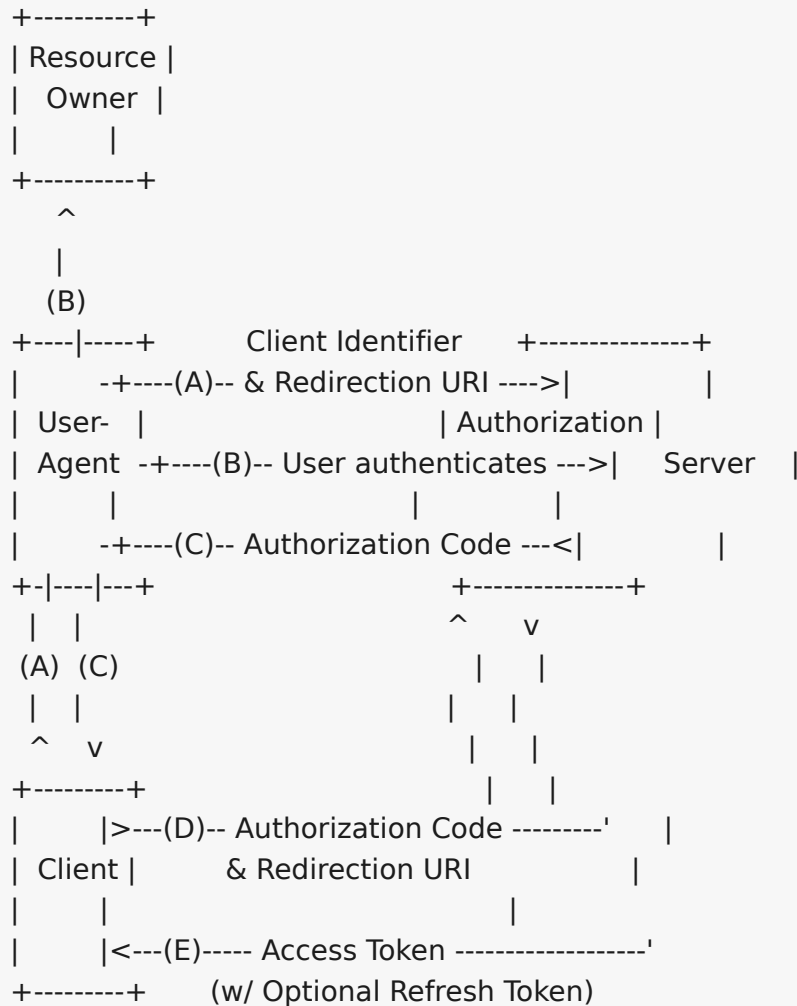 +----------+
| Resource |
|   Owner  |
|          |
+----------+
     ^
     |
    (B)
+----|-----+          Client Identifier      +---------------+
|         -+----(A)-- & Redirection URI ---->|               |
|  User-   |                                 | Authorization |
|  Agent  -+----(B)-- User authenticates --->|     Server    |
|          |                                 |               |
|         -+----(C)-- Authorization Code ---<|               |
+-|----|---+                                 +---------------+
  |    |                                         ^      v
 (A)  (C)                                        |      |
  |    |                                         |      |
  ^    v                                         |      |
+---------+                                      |      |
|         |>---(D)-- Authorization Code ---------'      |
|  Client |          & Redirection URI                  |
|         |                                             |
|         |<---(E)----- Access Token -------------------'
+---------+       (w/ Optional Refresh Token)